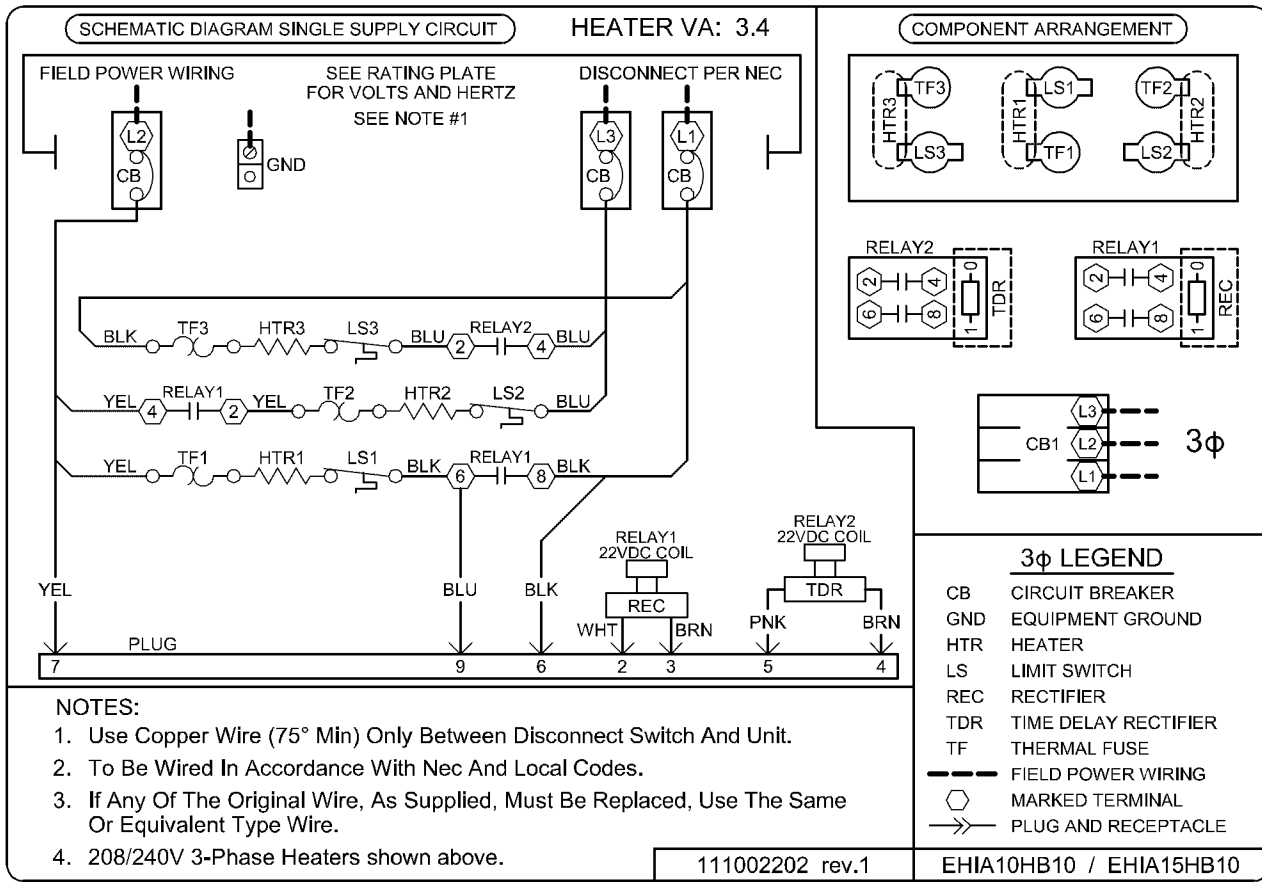 SCHEMATIC DIAGRAM SINGLE SUPPLY CIRCUIT
HEATER VA: 3.4
FIELD POWER WIRING
SEE RATING PLATE
FOR VOLTS AND HERTZ
SEE NOTE #1
DISCONNECT PER NEC
L2
CB
GND
L3
CB
L1
CB
BLK
TF3
HTR3
LS3
BLU
2
RELAY2
4
BLU
YEL
4
RELAY1
2
YEL
TF2
HTR2
LS2
BLU
YEL
TF1
HTR1
LS1
BLK
6
RELAY1
8
BLK
YEL
BLU
BLK
RELAY1
22VDC COIL
REC
WHT
BRN
RELAY2
22VDC COIL
TDR
PNK
BRN
PLUG
7
9
6
2
3
5
4
NOTES:
1. Use Copper Wire (75° Min) Only Between Disconnect Switch And Unit.
2. To Be Wired In Accordance With Nec And Local Codes.
3. If Any Of The Original Wire, As Supplied, Must Be Replaced, Use The Same
Or Equivalent Type Wire.
4. 208/240V 3-Phase Heaters shown above.
111002202 rev.1
COMPONENT ARRANGEMENT
HTR3
TF3
LS3
HTR1
LS1
TF1
TF2
LS2
HTR2
RELAY2
2
4
6
8
0
1
TDR
RELAY1
2
4
6
8
0
1
REC
CB1
L3
L2
L1
3ϕ
3ϕ LEGEND
CB CIRCUIT BREAKER
GND EQUIPMENT GROUND
HTR HEATER
LS LIMIT SWITCH
REC RECTIFIER
TDR TIME DELAY RECTIFIER
TF THERMAL FUSE
FIELD POWER WIRING
MARKED TERMINAL
PLUG AND RECEPTACLE
EHIA10HB10 / EHIA15HB10